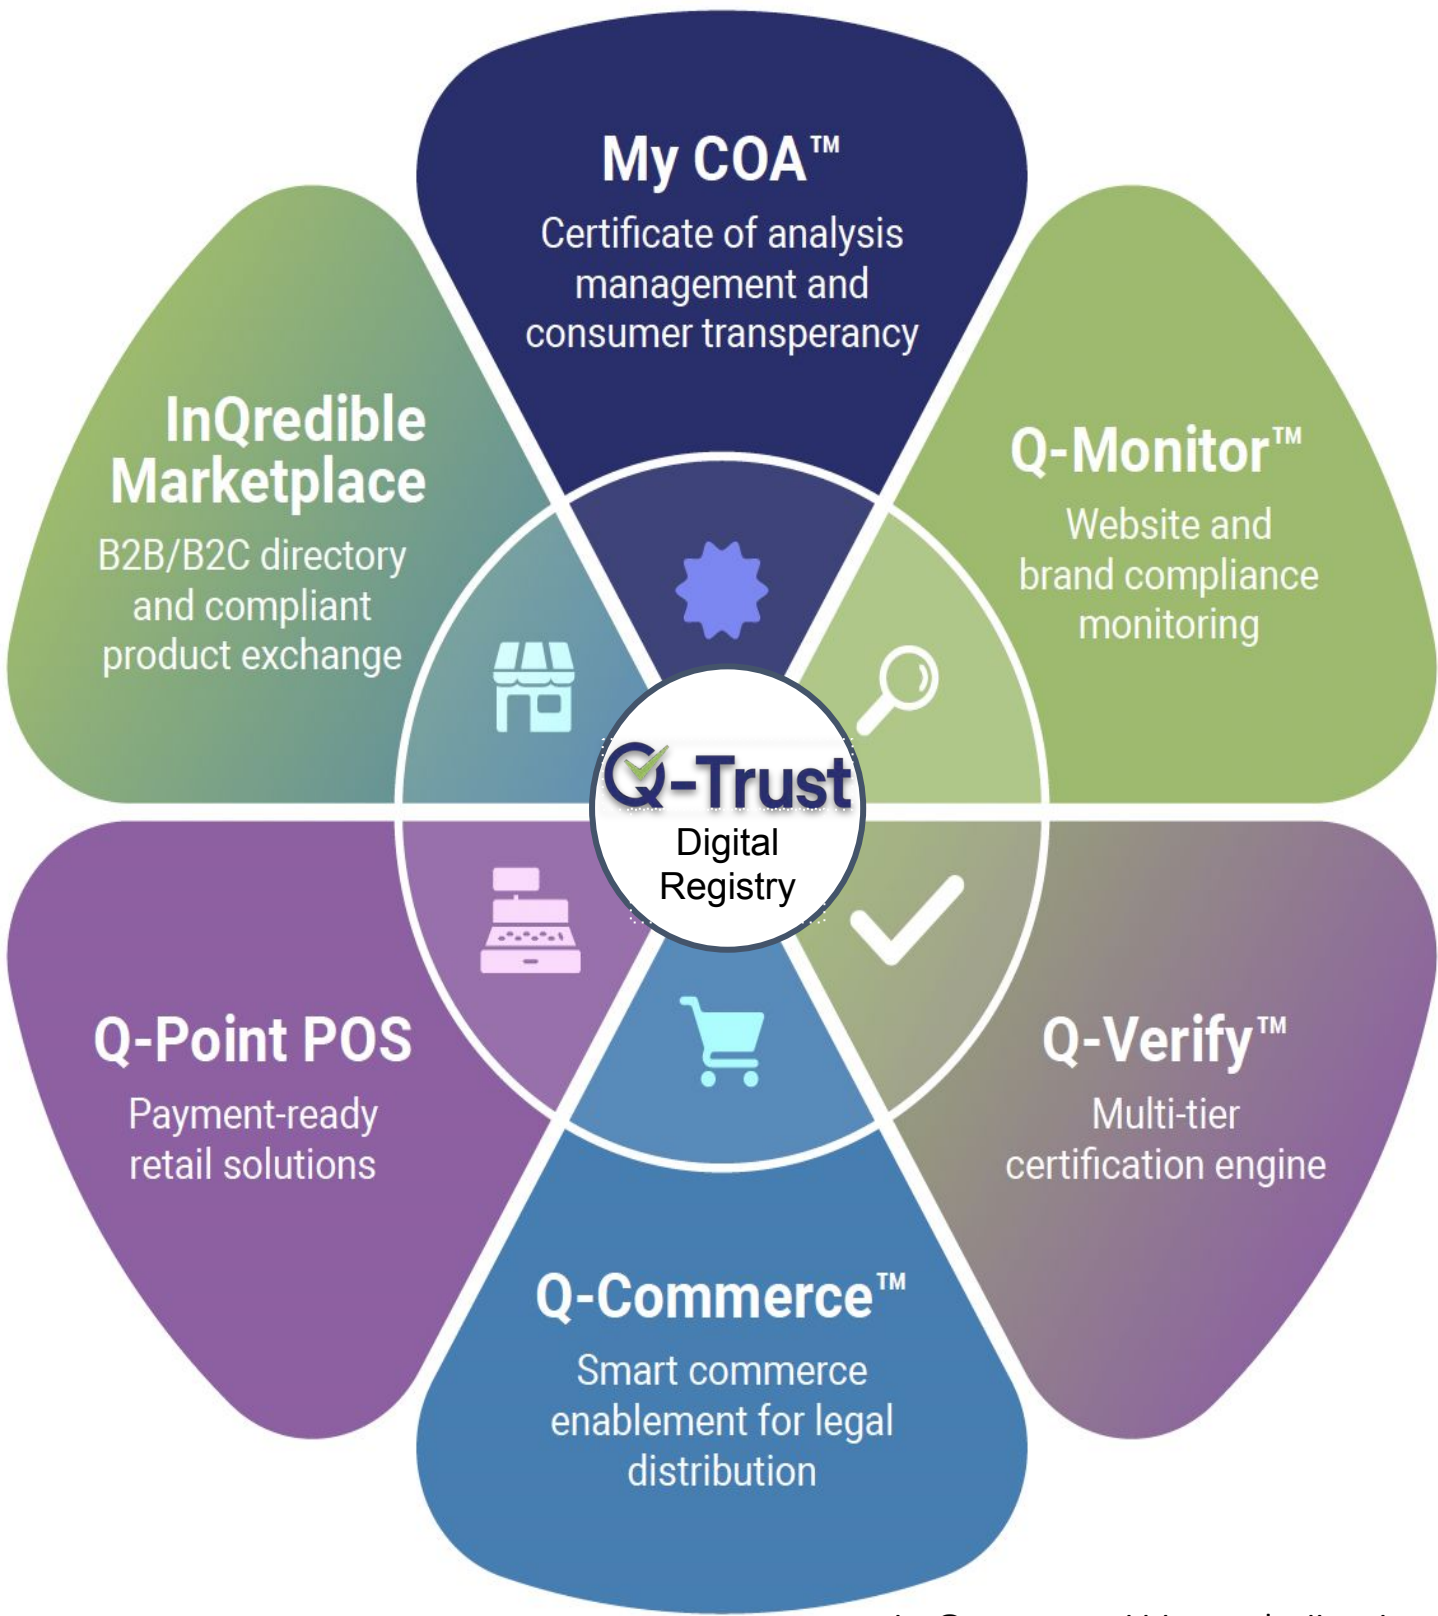 My COA™
Certificate of analysis
management and
consumer transperancy
Q-Monitor™
Website and
brand compliance
monitoring
Q-Verify™
Multi-tier
certification engine
Q-Commerce™
Smart commerce
enablement for legal
distribution
Q-Point POS
Payment-ready
retail solutions
InQredible
Marketplace
B2B/B2C directory
and compliant
product exchange
Q-Trust
Digital
Registry